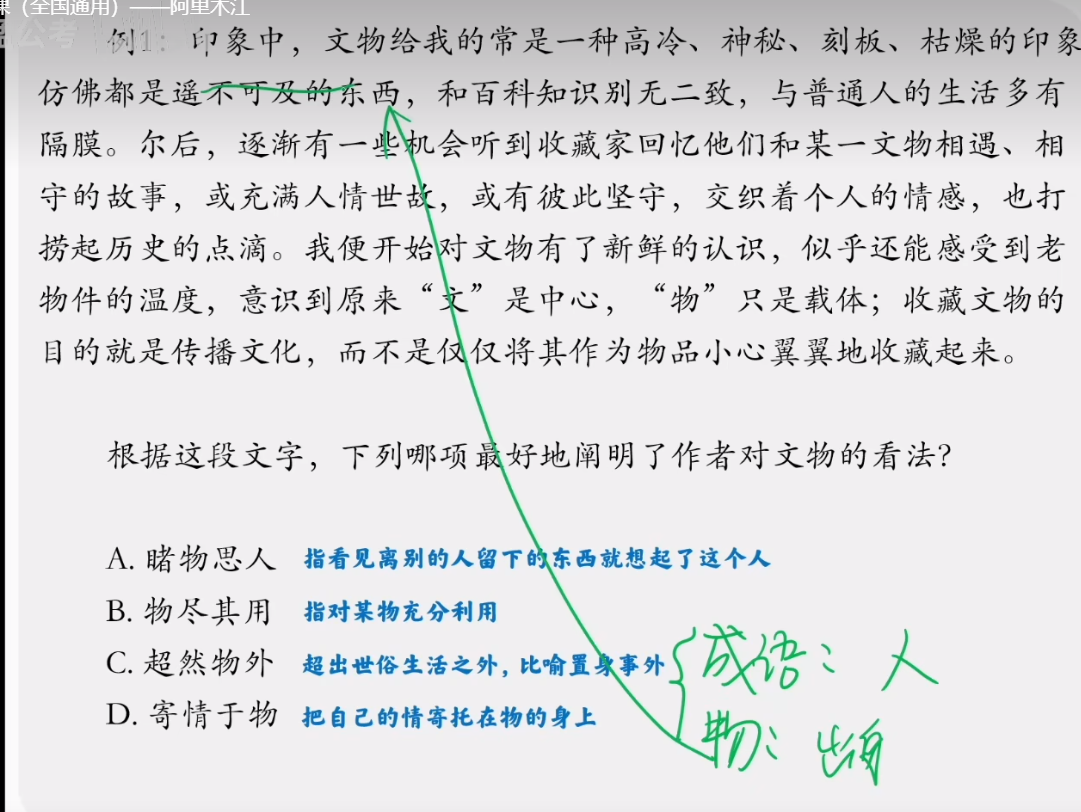 课（全国通用）——阿里木江
公考
例1：印象中，文物给我的常是一种高冷、神秘、刻板、枯燥的印象
仿佛都是遥不可及的东西，和百科知识别无二致，与普通人的生活多有
隔膜。尔后，逐渐有一些机会听到收藏家回忆他们和某一文物相遇、相
守的故事，或充满人情世故，或有彼此坚守，交织着个人的情感，也打
捞起历史的点滴。我便开始对文物有了新鲜的认识，似乎还能感受到老
物件的温度，意识到原来“文”是中心，“物”只是载体；收藏文物的
目的就是传播文化，而不是仅仅将其作为物品小心翼翼地收藏起来。
根据这段文字，下列哪项最好地阐明了作者对文物的看法？
A. 睹物思人 指看见离别的人留下的东西就想起了这个人
B. 物尽其用 指对某物充分利用
C. 超然物外 超出世俗生活之外，比喻置身事外
D. 寄情于物 把自己的情寄托在物的身上
成语：人
物：